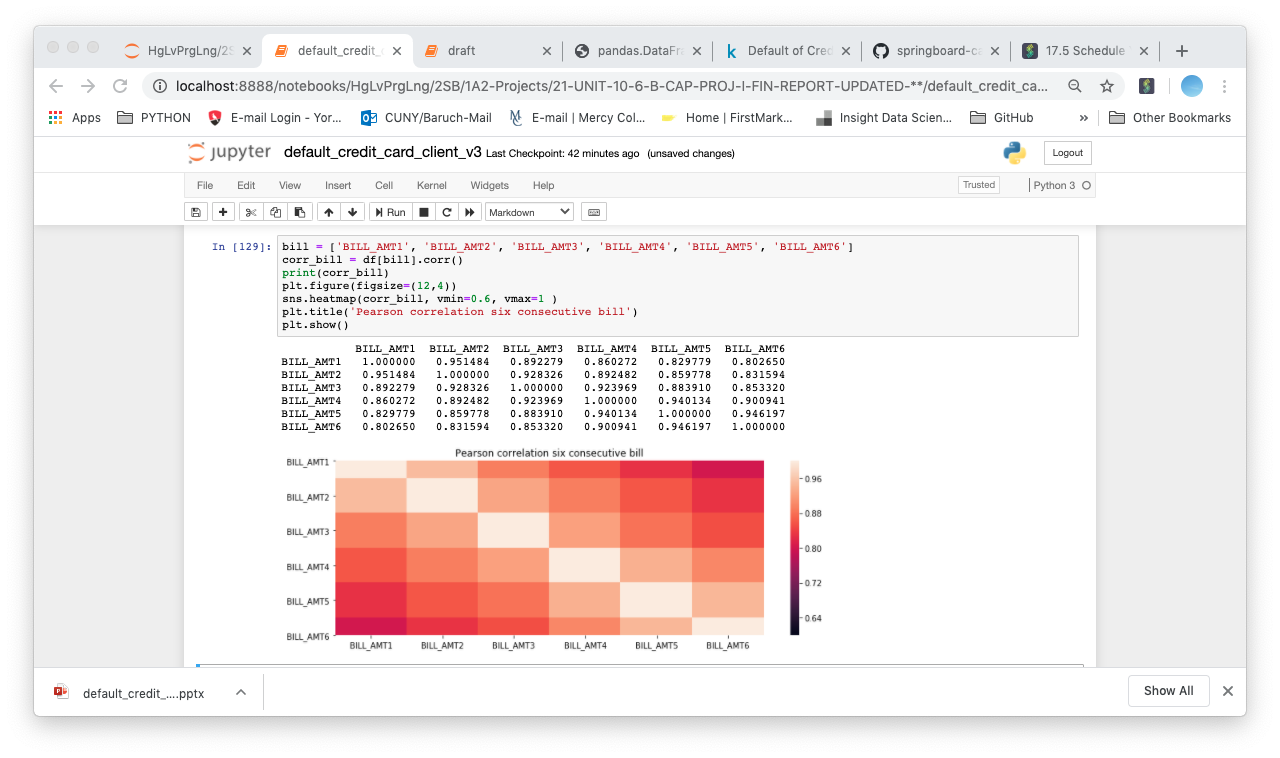 HgLvPrgLng/2S
default_credit_c
draft
pandas.DataFra
Default of Cred
springboard-ca
17.5 Schedule
localhost:8888/notebooks/HgLvPrgLng/2SB/1A2-Projects/21-UNIT-10-6-B-CAP-PROJ-I-FIN-REPORT-UPDATED-**/default_credit_ca...
Apps PYTHON E-mail Login - Yor... CUNY/Baruch-Mail E-mail | Mercy Col... Home | FirstMark... Insight Data Scien... GitHub » Other Bookmarks
jupyter default_credit_card_client_v3 Last Checkpoint: 42 minutes ago (unsaved changes) Logout
File Edit View Insert Cell Kernel Widgets Help Trusted Python 3
Run Markdown
In [129]: bill = ['BILL_AMT1', 'BILL_AMT2', 'BILL_AMT3', 'BILL_AMT4', 'BILL_AMT5', 'BILL_AMT6']
corr_bill = df[bill].corr()
print(corr_bill)
plt.figure(figsize=(12,4))
sns.heatmap(corr_bill, vmin=0.6, vmax=1 )
plt.title('Pearson correlation six consecutive bill')
plt.show()
BILL_AMT1 BILL_AMT2 BILL_AMT3 BILL_AMT4 BILL_AMT5 BILL_AMT6
BILL_AMT1 1.000000 0.951484 0.892279 0.860272 0.829779 0.802650
BILL_AMT2 0.951484 1.000000 0.928326 0.892482 0.859778 0.831594
BILL_AMT3 0.892279 0.928326 1.000000 0.923969 0.883910 0.853320
BILL_AMT4 0.860272 0.892482 0.923969 1.000000 0.940134 0.900941
BILL_AMT5 0.829779 0.859778 0.883910 0.940134 1.000000 0.946197
BILL_AMT6 0.802650 0.831594 0.853320 0.900941 0.946197 1.000000
Pearson correlation six consecutive bill
BILL_AMT1
BILL_AMT2
BILL_AMT3
BILL_AMT4
BILL_AMT5
BILL_AMT6
BILL_AMT1 BILL_AMT2 BILL_AMT3 BILL_AMT4 BILL_AMT5 BILL_AMT6
0.96
0.88
0.80
0.72
0.64
default_credit_....pptx
Show All